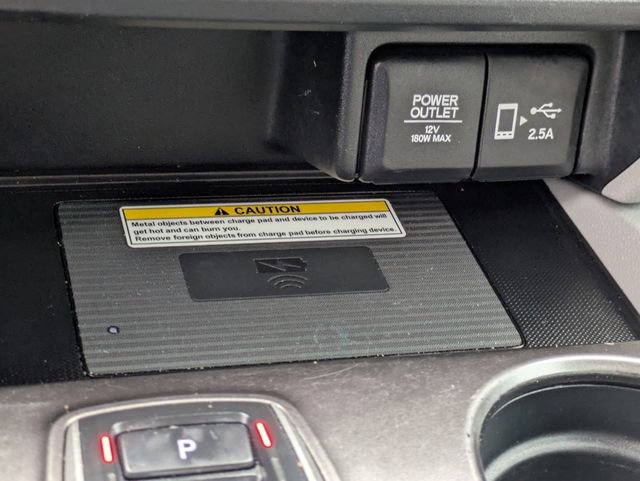 POWER
OUTLET
12V
180W MAX
2.5A
CAUTION
Metal objects between charge pad and device to be charged will
get hot and can burn you.
Remove foreign objects from charge pad before charging device.
P